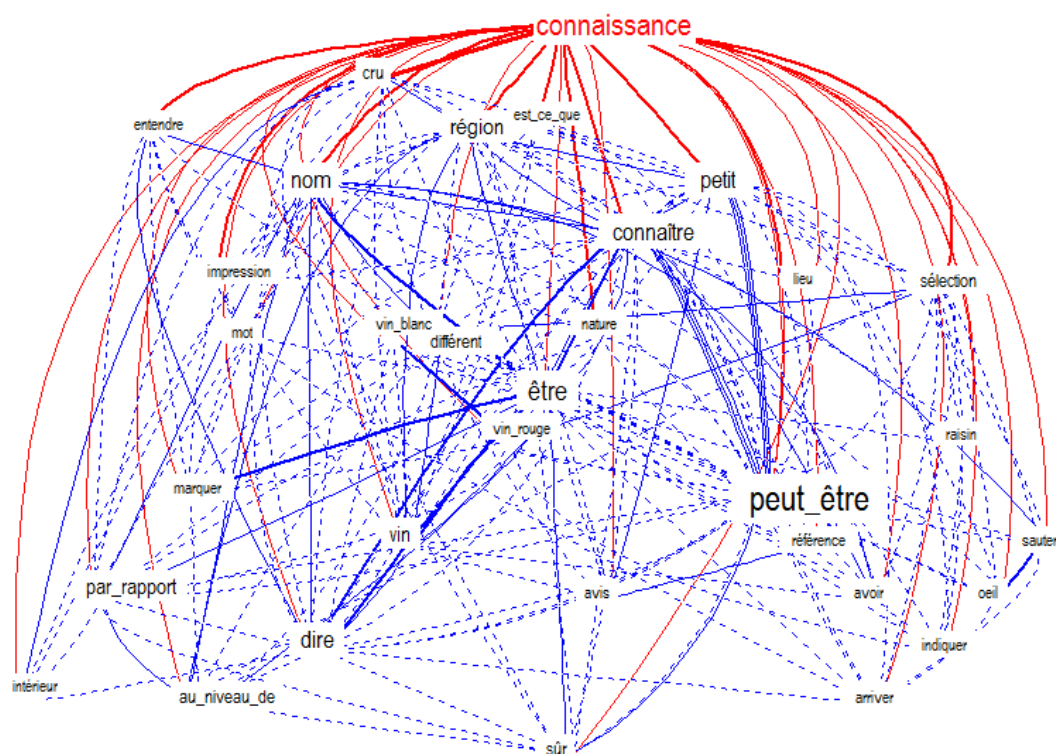 connaissance
cru
entendre
est_ce_que
région
nom
petit
connaître
impression
lieu
sélection
mot
vin_blanc
nature
différent
être
vin_rouge
raisin
marquer
peut_être
vin
référence
sauter
par_rapport
avis
avoir
oeil
dire
indiquer
intérieur
au_niveau_de
arriver
sûr